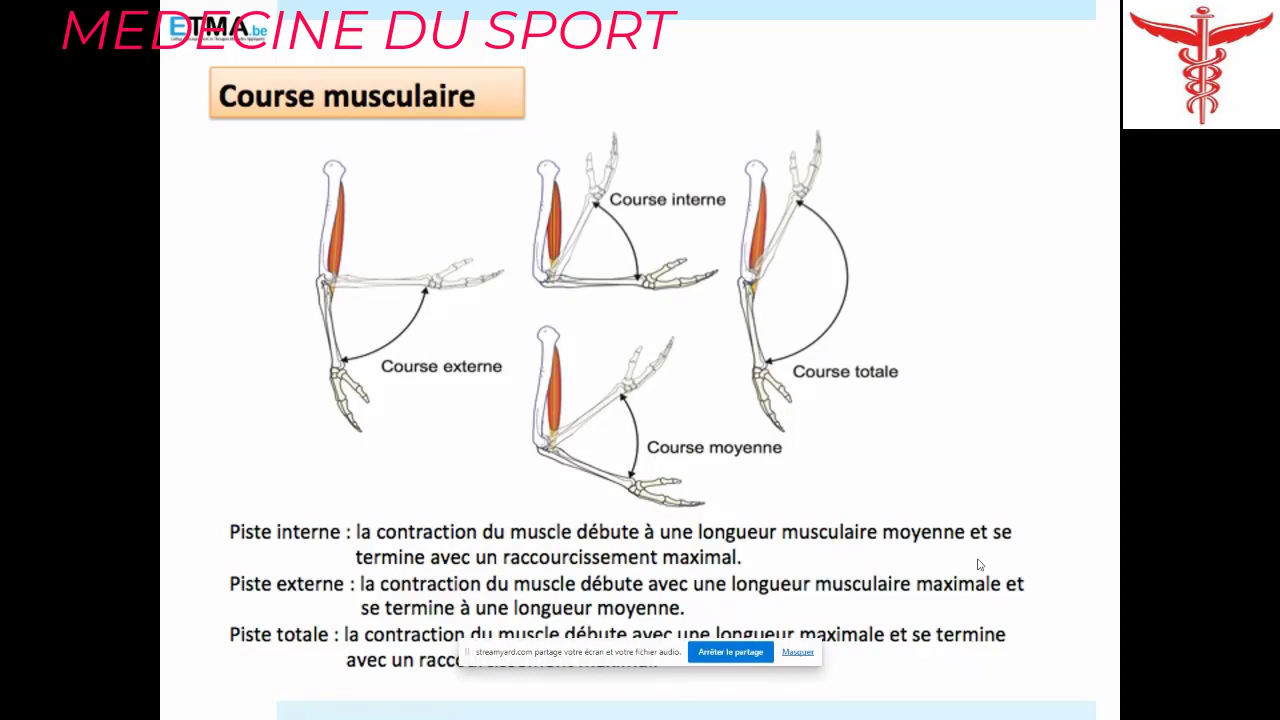 MEDECINE DU SPORT
ETMA.be
Course musculaire
Course interne
Course externe
Course totale
Course moyenne
Piste interne : la contraction du muscle débute à une longueur musculaire moyenne et se
termine avec un raccourcissement maximal.
Piste externe : la contraction du muscle débute avec une longueur musculaire maximale et
se termine à une longueur moyenne.
Piste totale : la contraction du muscle débute avec une longueur maximale et se termine
avec un raccourcissement maximal.
streamyard.com partage votre écran et votre fichier audio. Arrêter le partage Masquer